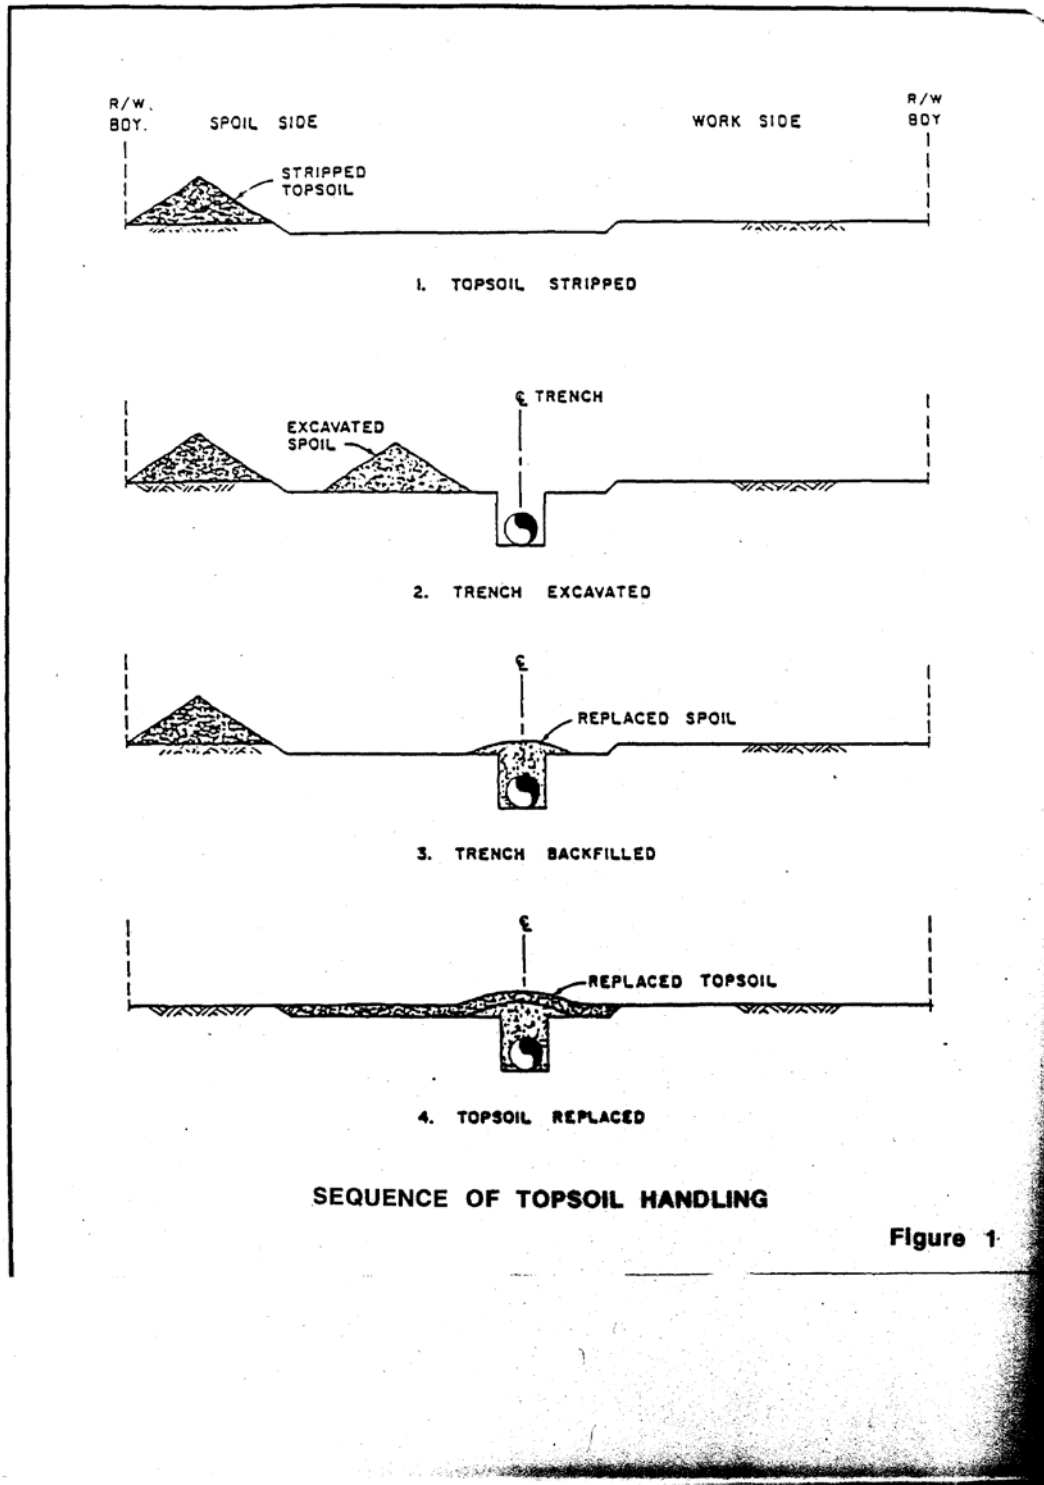 R/W.
BDY.
SPOIL SIDE
WORK SIDE
R/W
BDY
STRIPPED
TOPSOIL
1. TOPSOIL STRIPPED
℄ TRENCH
EXCAVATED
SPOIL
2. TRENCH EXCAVATED
℄
REPLACED SPOIL
3. TRENCH BACKFILLED
℄
REPLACED TOPSOIL
4. TOPSOIL REPLACED
SEQUENCE OF TOPSOIL HANDLING
Figure 1